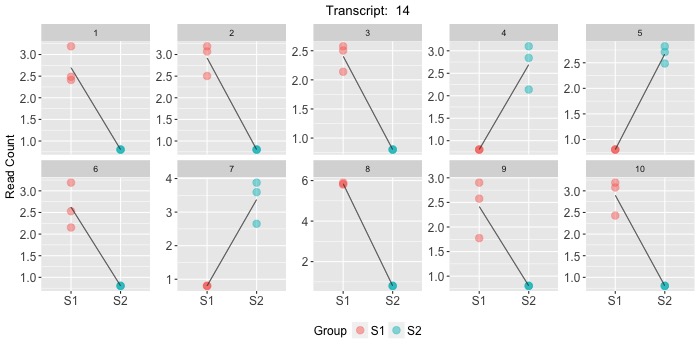 Transcript: 14
1 2 3 4 5
3.0 3.0 2.5 3.0
2.5 2.5 2.0 2.5 2.5
2.0 2.0 1.5 2.0 2.0
1.5 1.5 1.5 1.5
1.0 1.0 1.0 1.0 1.0
Read Count
6 7 8 9 10
3.0 4 6 3.0 3.0
2.5 3 2.5 2.5
2.0 4 2.0 2.0
1.5 2 2 1.5 1.5
1.0 1 1.0 1.0
S1 S2 S1 S2 S1 S2 S1 S2 S1 S2
Group S1 S2